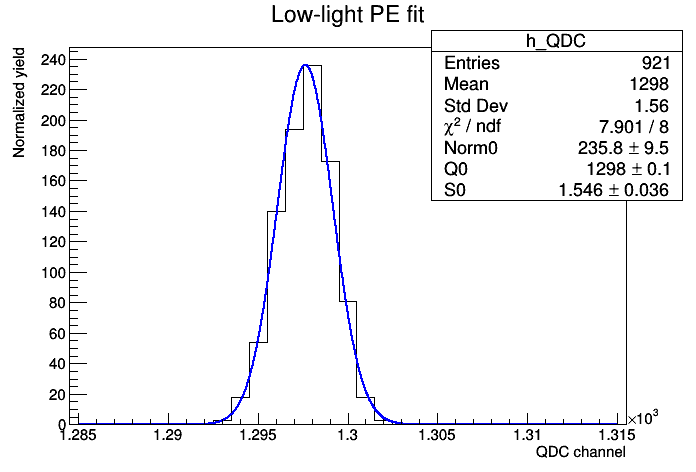 Low-light PE fit
Normalized yield
h_QDC
Entries 921
Mean 1298
Std Dev 1.56
χ² / ndf 7.901 / 8
Norm0 235.8 ± 9.5
Q0 1298 ± 0.1
S0 1.546 ± 0.036
240
220
200
180
160
140
120
100
80
60
40
20
0
1.285 1.29 1.295 1.3 1.305 1.31 1.315
×10³
QDC channel